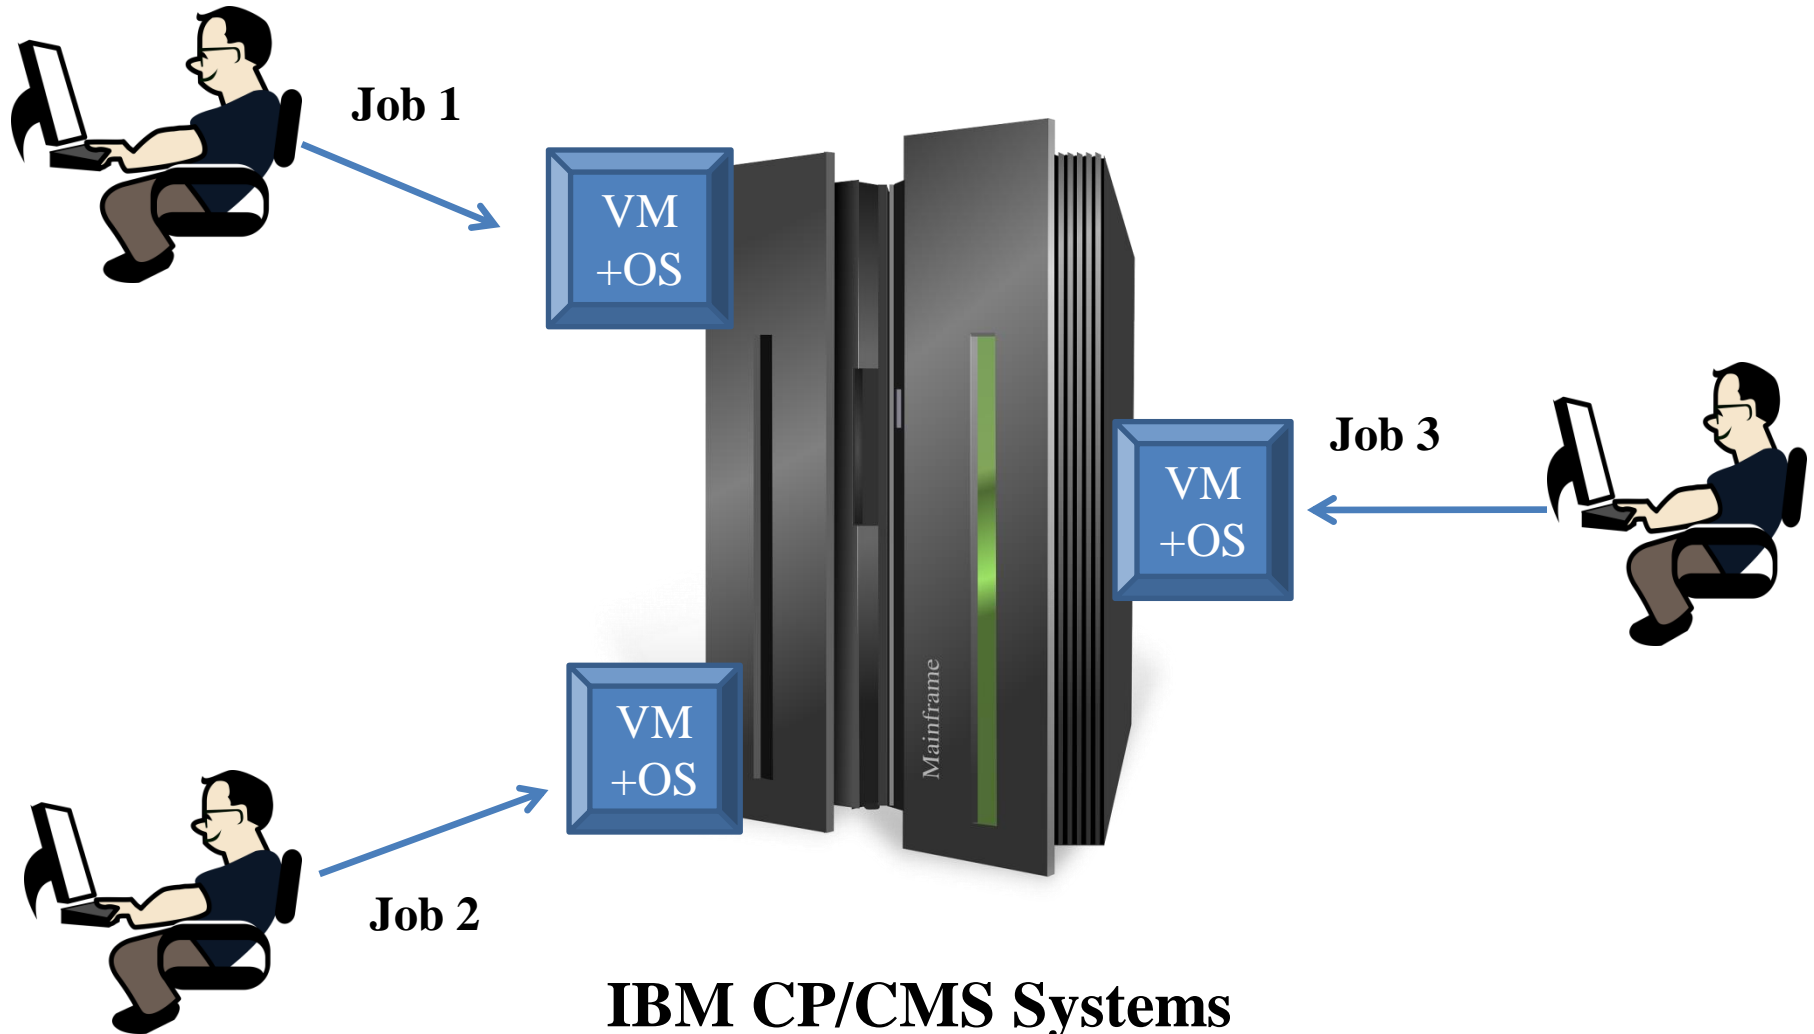 Job 1
VM
+OS
Job 3
VM
+OS
Mainframe
VM
+OS
Job 2
IBM CP/CMS Systems